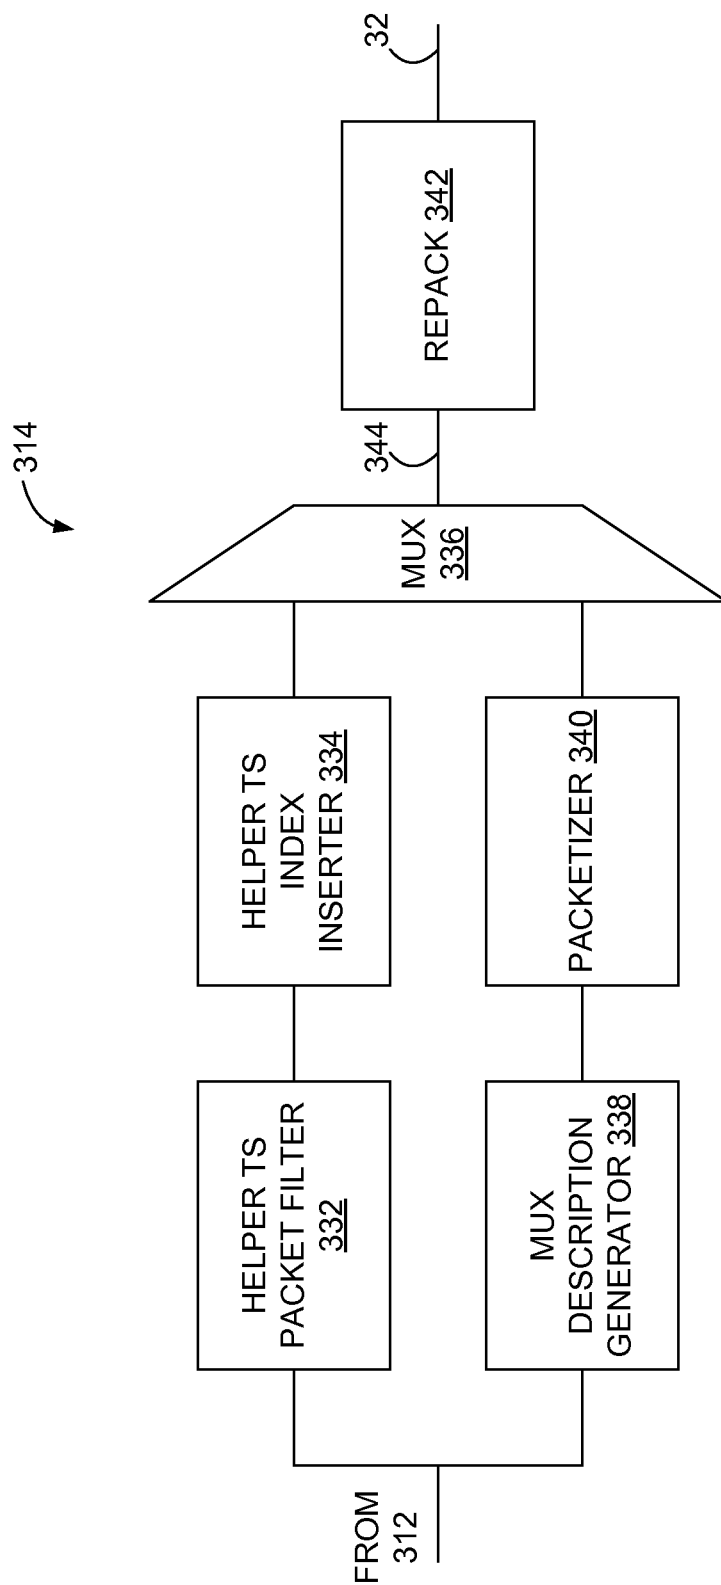 314
FROM
312
HELPER TS
PACKET FILTER
332
HELPER TS
INDEX
INSERTER 334
MUX
DESCRIPTION
GENERATOR 338
PACKETIZER 340
MUX
336
344
REPACK 342
32